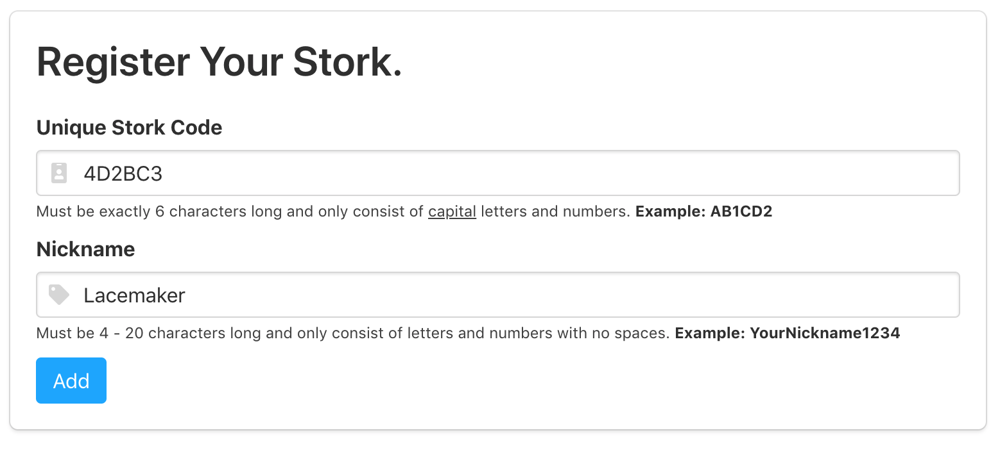 Register Your Stork.
Unique Stork Code
4D2BC3
Must be exactly 6 characters long and only consist of capital letters and numbers. Example: AB1CD2
Nickname
Lacemaker
Must be 4 - 20 characters long and only consist of letters and numbers with no spaces. Example: YourNickname1234
Add